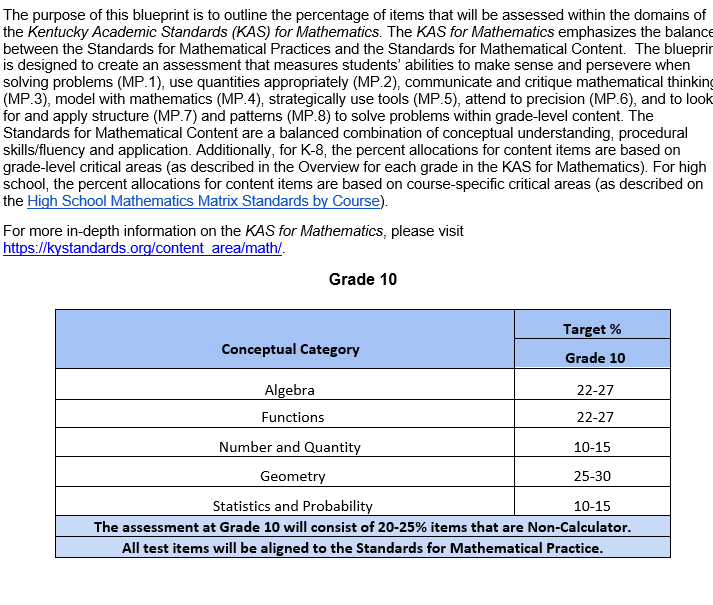 The purpose of this blueprint is to outline the percentage of items that will be assessed within the domains of
the Kentucky Academic Standards (KAS) for Mathematics. The KAS for Mathematics emphasizes the balance
between the Standards for Mathematical Practices and the Standards for Mathematical Content. The blueprin
is designed to create an assessment that measures students' abilities to make sense and persevere when
solving problems (MP.1), use quantities appropriately (MP.2), communicate and critique mathematical thinking
(MP.3), model with mathematics (MP.4), strategically use tools (MP.5), attend to precision (MP.6), and to look
for and apply structure (MP.7) and patterns (MP.8) to solve problems within grade-level content. The
Standards for Mathematical Content are a balanced combination of conceptual understanding, procedural
skills/fluency and application. Additionally, for K-8, the percent allocations for content items are based on
grade-level critical areas (as described in the Overview for each grade in the KAS for Mathematics). For high
school, the percent allocations for content items are based on course-specific critical areas (as described on
the High School Mathematics Matrix Standards by Course).
For more in-depth information on the KAS for Mathematics, please visit
https://kystandards.org/content_area/math/.
Grade 10
Conceptual Category
Target %
Grade 10
Algebra 22-27
Functions 22-27
Number and Quantity 10-15
Geometry 25-30
Statistics and Probability 10-15
The assessment at Grade 10 will consist of 20-25% items that are Non-Calculator.
All test items will be aligned to the Standards for Mathematical Practice.